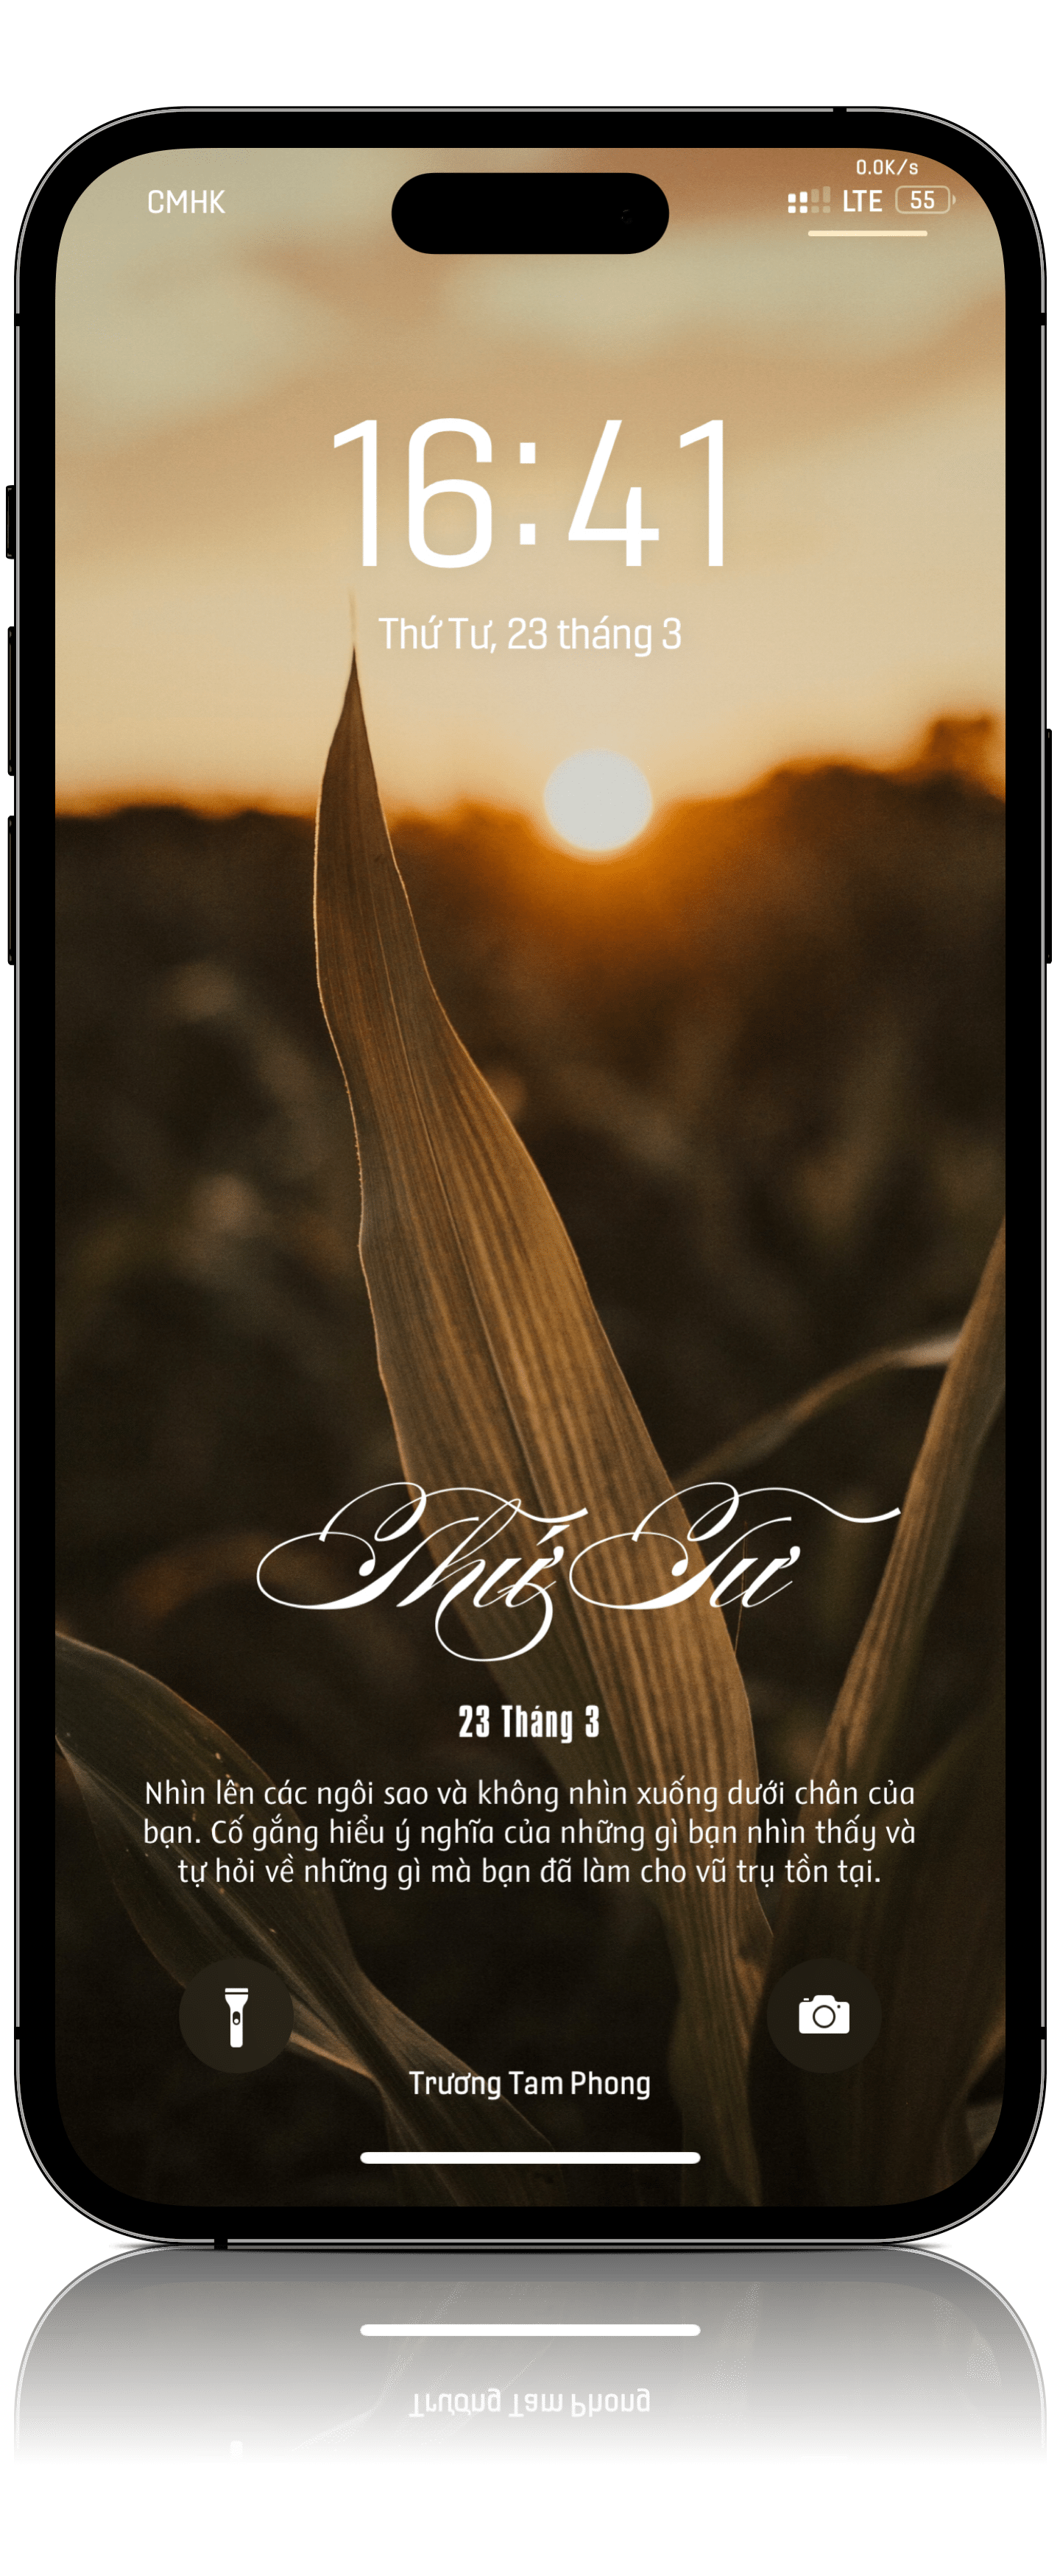 0.0K/s
CMHK
LTE 55
16:41
Thứ Tư, 23 tháng 3
Thứ Tư
23 Tháng 3
Nhìn lên các ngôi sao và không nhìn xuống dưới chân của
bạn. Cố gắng hiểu ý nghĩa của những gì bạn nhìn thấy và
tự hỏi về những gì mà bạn đã làm cho vũ trụ tồn tại.
Trương Tam Phong
Trương Tam Phong